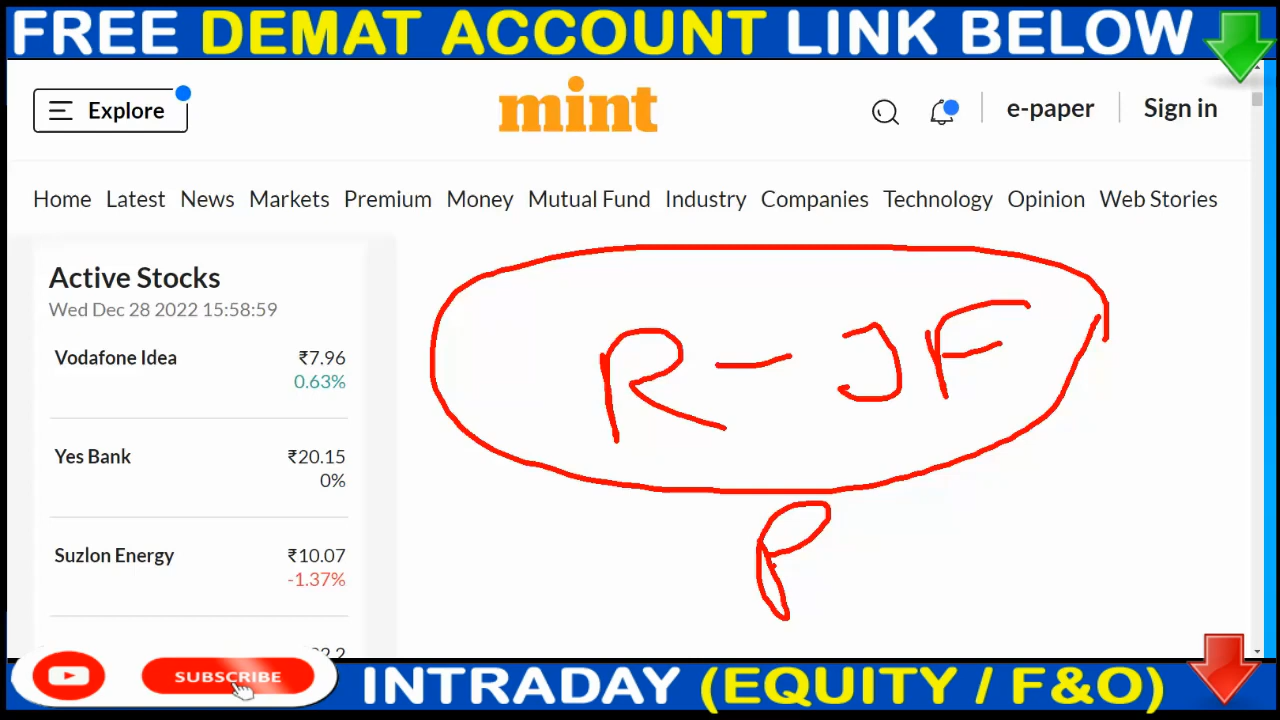 FREE DEMAT ACCOUNT LINK BELOW
Explore
mint
e-paper
Sign in
Home Latest News Markets Premium Money Mutual Fund Industry Companies Technology Opinion Web Stories
Active Stocks
Wed Dec 28 2022 15:58:59
Vodafone Idea ₹7.96
0.63%
Yes Bank ₹20.15
0%
Suzlon Energy ₹10.07
-1.37%
R - JF
P
SUBSCRIBE
INTRADAY (EQUITY / F&O)